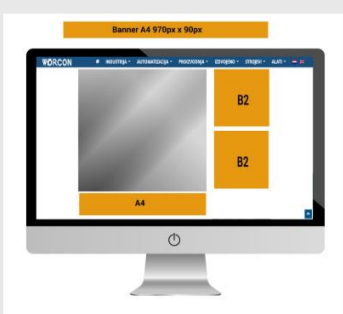 Banner A4 970px x 90px
WORCON INDUSTRIJA AUTOMATIZACIJA PROIZVODNJA IZDVOJENO STROJEVI ALATI
B2
B2
A4